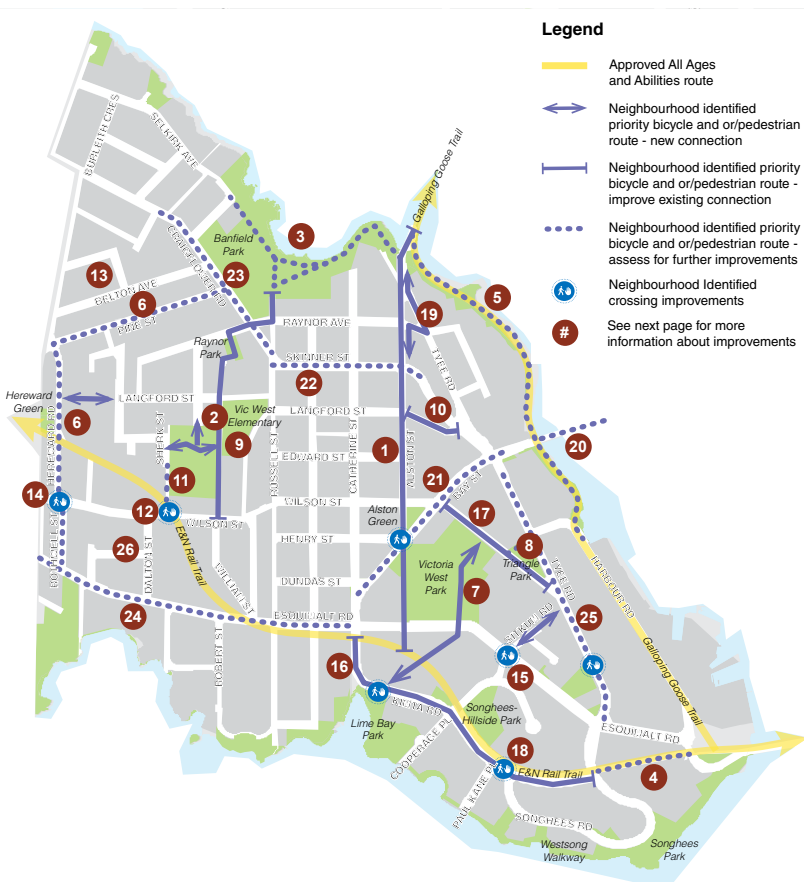 Legend
Approved All Ages
and Abilities route
Neighbourhood identified
priority bicycle and or/pedestrian
route - new connection
Neighbourhood identified priority
bicycle and or/pedestrian route -
improve existing connection
Neighbourhood identified priority
bicycle and or/pedestrian route -
assess for further improvements
Neighbourhood Identified
crossing improvements
#
See next page for more
information about improvements
BURLEITH CRES
SELKIRK AVE
Galloping Goose Trail
CRAIGFLOWER RD
Banfield
Park
3
13
23
BELTON AVE
6
PINE ST
5
19
RAYNOR AVE
Raynor
Park
SKINNER ST
TYEE RD
22
Hereward
Green
LANGFORD ST
LANGFORD ST
6
HEREWARD RD
2
Vic West
Elementary
10
SHERK ST
9
RUSSELL ST
EDWARD ST
CATHERINE ST
1
ALSTON ST
20
11
21
BAY ST
14
12
WILSON ST
WILSON ST
Alston
Green
17
ROTHWELL ST
E&N Rail Trail
HENRY ST
8
26
DALTON ST
Victoria
West
Park
Triangle
Park
TYEE RD
HARBOUR RD
WILLIAM ST
DUNDAS ST
7
24
ESQUIMALT RD
SITKUM RD
25
ROBERT ST
16
15
Galloping Goose Trail
KIMTA RD
Lime Bay
Park
Songhees-
Hillside Park
COOPERAGE PL
18
ESQUIMALT RD
E&N Rail Trail
4
PAUL KANE PL
SONGHEES RD
Westsong
Walkway
Songhees
Park